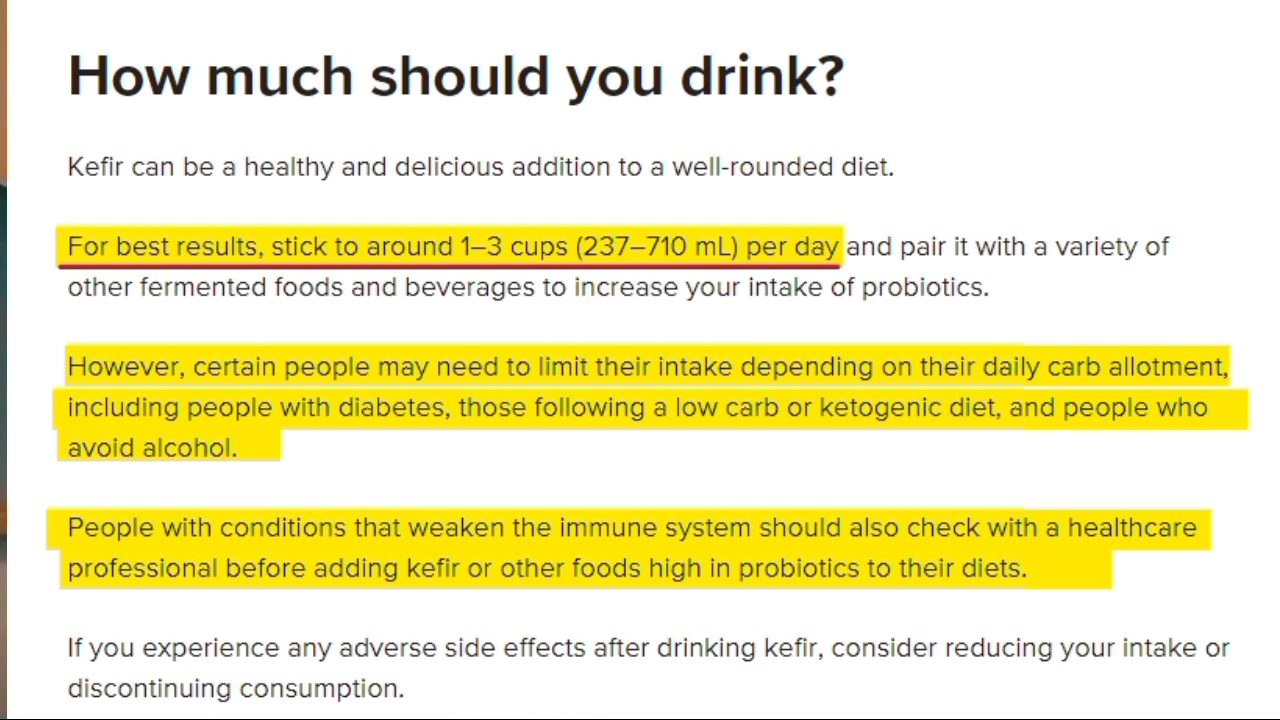 How much should you drink?
Kefir can be a healthy and delicious addition to a well-rounded diet.
For best results, stick to around 1–3 cups (237–710 mL) per day and pair it with a variety of
other fermented foods and beverages to increase your intake of probiotics.
However, certain people may need to limit their intake depending on their daily carb allotment,
including people with diabetes, those following a low carb or ketogenic diet, and people who
avoid alcohol.
People with conditions that weaken the immune system should also check with a healthcare
professional before adding kefir or other foods high in probiotics to their diets.
If you experience any adverse side effects after drinking kefir, consider reducing your intake or
discontinuing consumption.